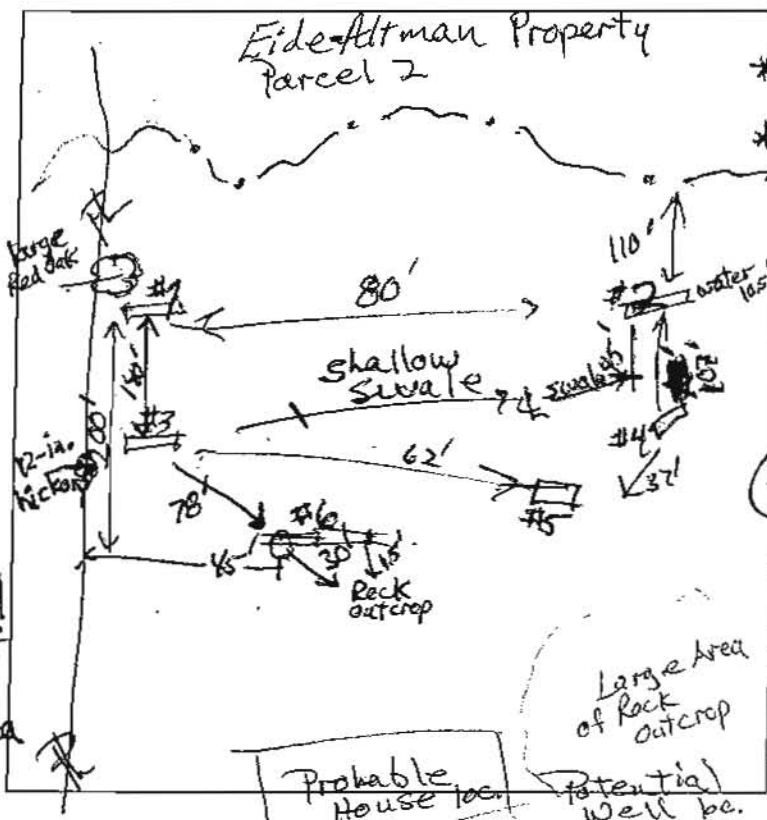 Eide-Altman Property
Parcel 2
Large
Red Oak
#1
80'
110'
#2
water
Shallow
Swale
swale
#3
#4
12-in.
hickory
62'
37'
#5
78'
#6
30'
15'
Rock
outcrop
Large Area
of Rock
outcrop
Probable
House loc.
Potential
Well loc.